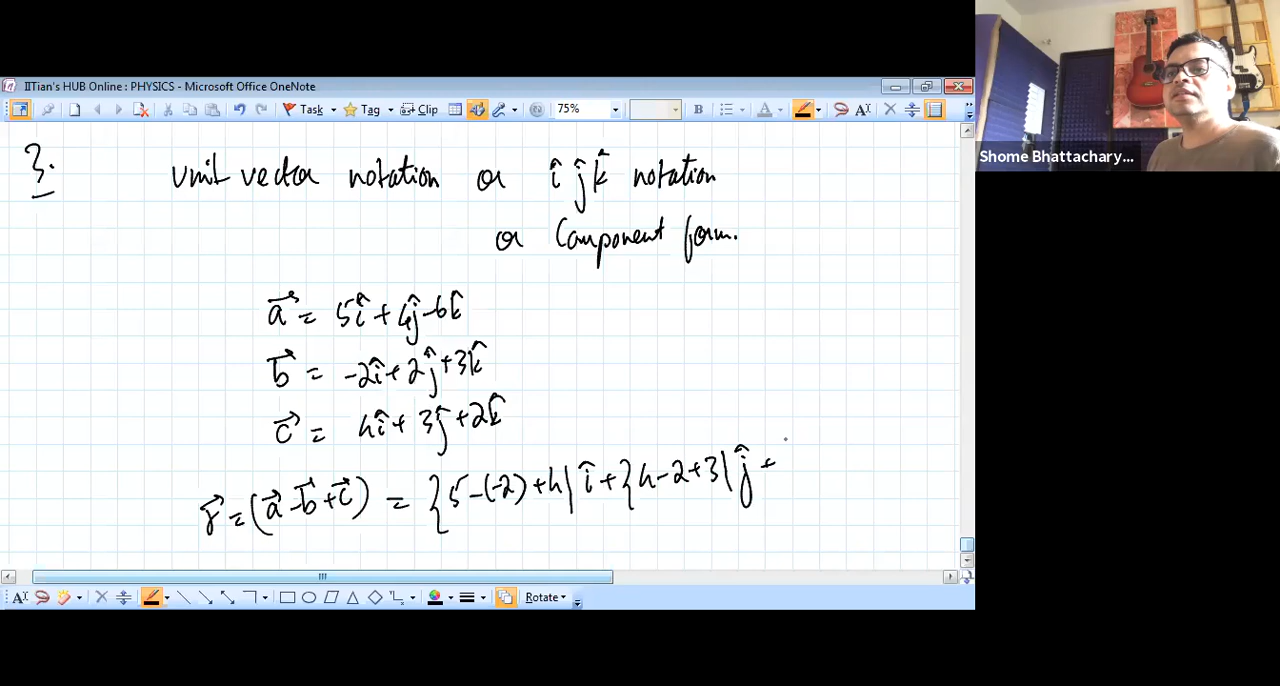 IITian's HUB Online : PHYSICS - Microsoft Office OneNote
Task Tag Clip 75% B A A
3.
unit vector notation or î ĵ k̂ notation
or Component form.
a⃗ = 5î + 4ĵ - 6k̂
b⃗ = -2î + 2ĵ + 3k̂
c⃗ = 4î + 3ĵ + 2k̂
r⃗ = (a⃗ - b⃗ + c⃗) = {5 - (-2) + 4} î + {4 - 2 + 3} ĵ +
Rotate
Shome Bhattachary...